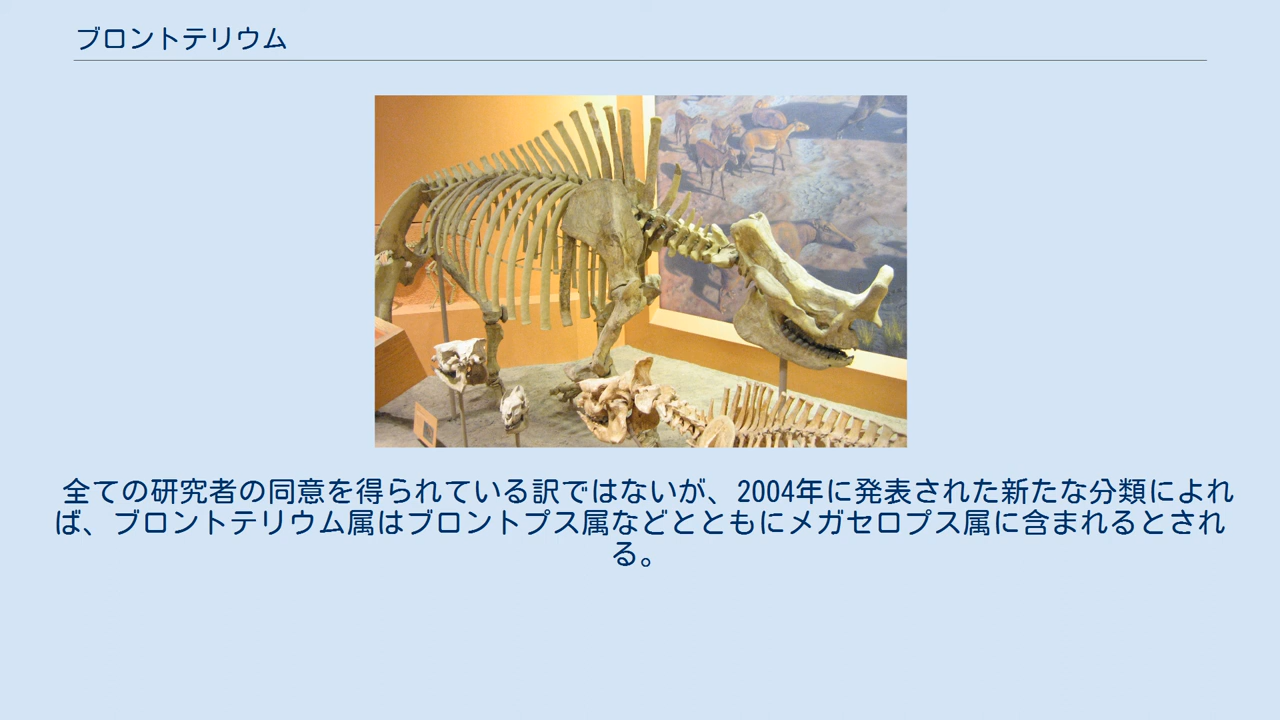 ブロントテリウム
全ての研究者の同意を得られている訳ではないが、2004年に発表された新たな分類によれ
ば、ブロントテリウム属はブロントプス属などとともにメガセロプス属に含まれるとされ
る。